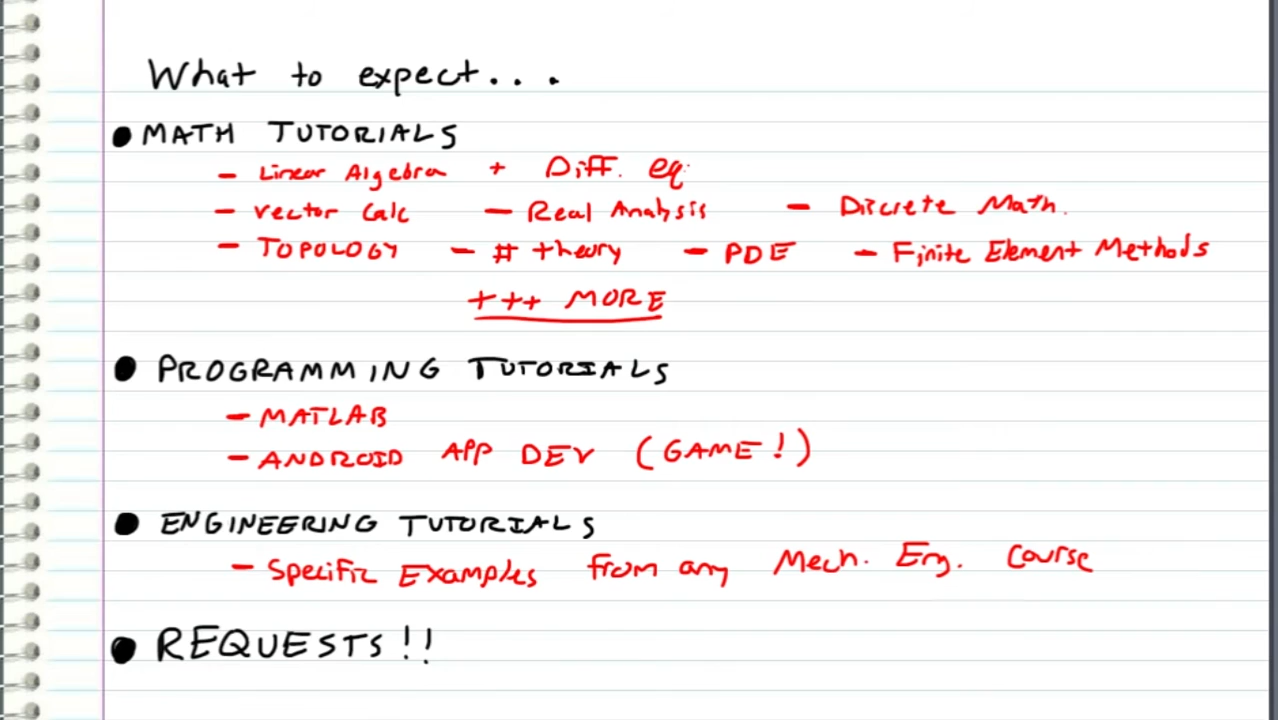 What to expect...
● MATH TUTORIALS
- Linear Algebra + Diff. eq.
- Vector Calc - Real Analysis - Discrete Math.
- TOPOLOGY - # theory - PDE - Finite Element Methods
+++ MORE
● PROGRAMMING TUTORIALS
- MATLAB
- ANDROID APP DEV (GAME!)
● ENGINEERING TUTORIALS
- Specific Examples from any Mech. Eng. Course
● REQUESTS!!